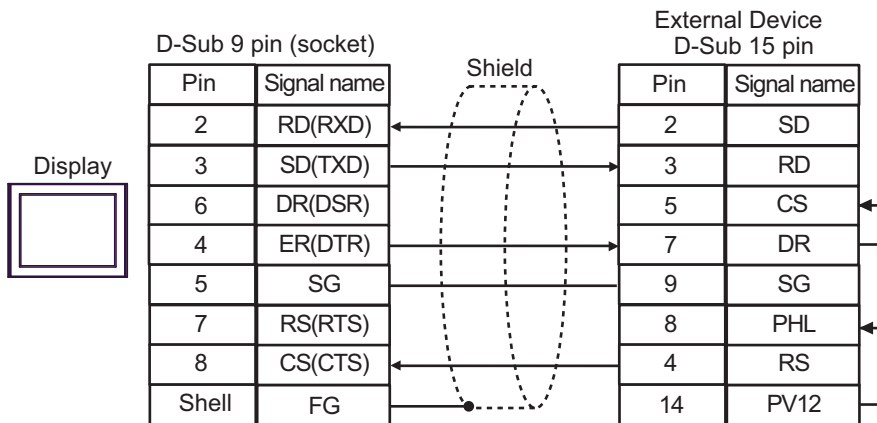 External Device
D-Sub 9 pin (socket)
D-Sub 15 pin
Shield
Pin Signal name Pin Signal name
2 RD(RXD) 2 SD
Display
3 SD(TXD) 3 RD
6 DR(DSR) 5 CS
4 ER(DTR) 7 DR
5 SG 9 SG
7 RS(RTS) 8 PHL
8 CS(CTS) 4 RS
Shell FG 14 PV12